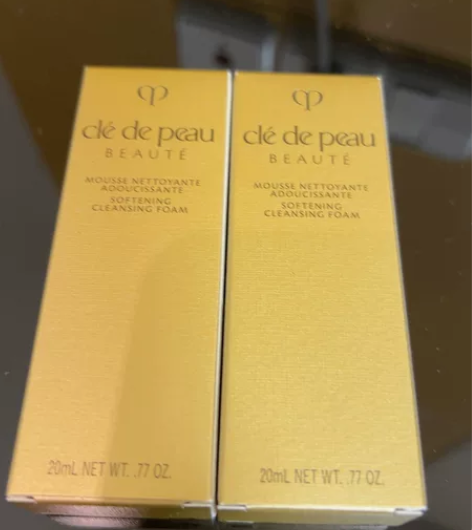 clé de peau
BEAUTÉ
MOUSSE NETTOYANTE
ADOUCISSANTE
SOFTENING
CLEANSING FOAM
20mL NET WT. .77 OZ.
clé de peau
BEAUTÉ
MOUSSE NETTOYANTE
ADOUCISSANTE
SOFTENING
CLEANSING FOAM
20mL NET WT. .77 OZ.